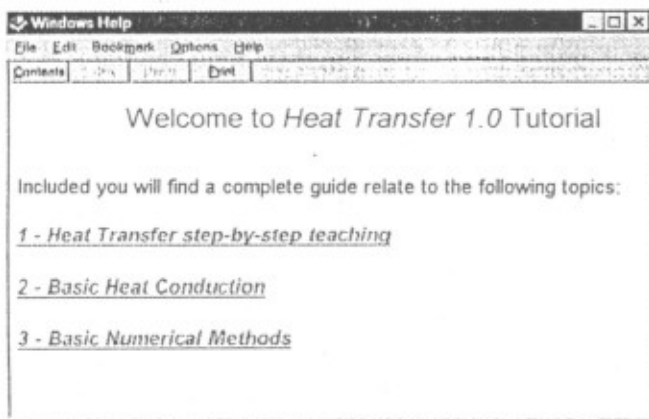 Windows Help
File Edit Bookmark Options Help
Contents Print
Welcome to Heat Transfer 1.0 Tutorial
Included you will find a complete guide relate to the following topics:
1 - Heat Transfer step-by-step teaching
2 - Basic Heat Conduction
3 - Basic Numerical Methods